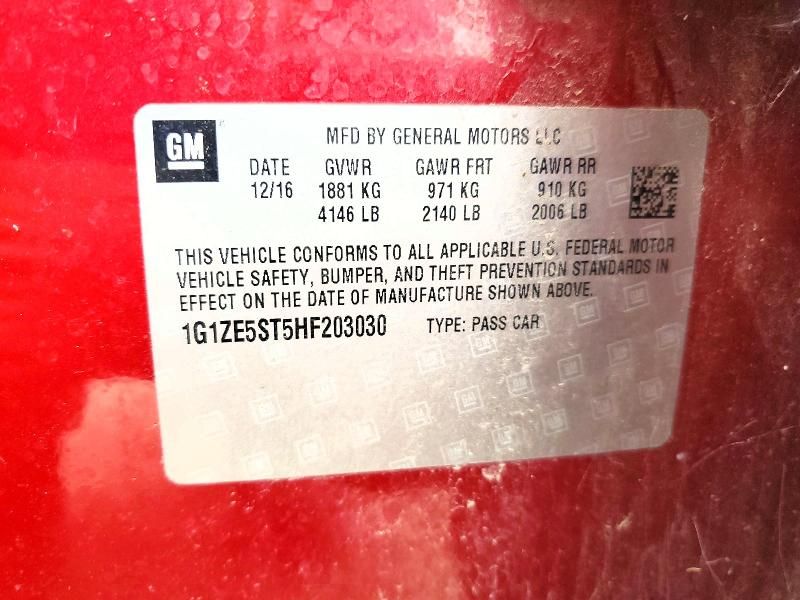 GM
MFD BY GENERAL MOTORS LLC
DATE GVWR GAWR FRT GAWR RR
12/16 1881 KG 971 KG 910 KG
4146 LB 2140 LB 2006 LB
THIS VEHICLE CONFORMS TO ALL APPLICABLE U.S. FEDERAL MOTOR
VEHICLE SAFETY, BUMPER, AND THEFT PREVENTION STANDARDS IN
EFFECT ON THE DATE OF MANUFACTURE SHOWN ABOVE.
1G1ZE5ST5HF203030 TYPE: PASS CAR